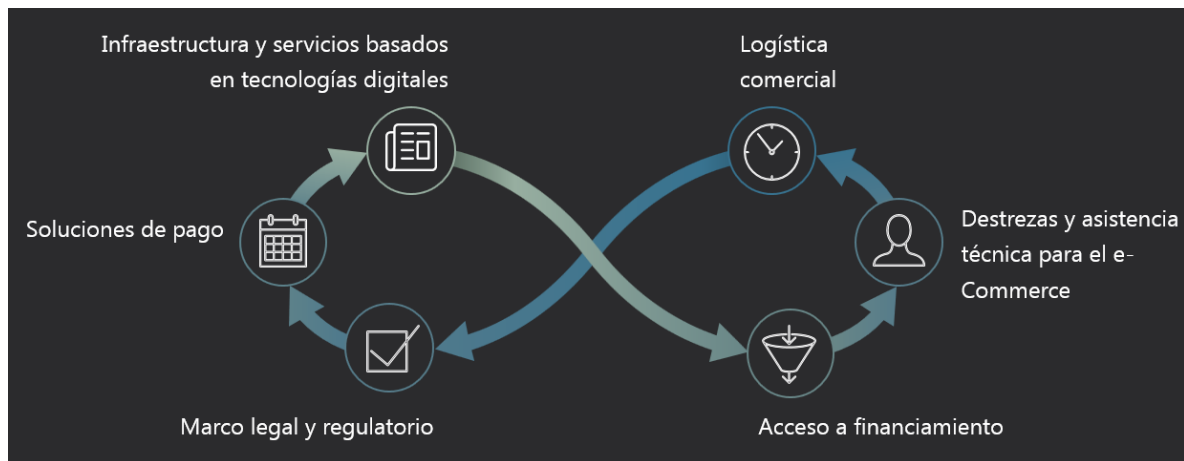 Infraestructura y servicios basados
en tecnologías digitales
Logística
comercial
Soluciones de pago
Destrezas y asistencia
técnica para el e-
Commerce
Marco legal y regulatorio
Acceso a financiamiento